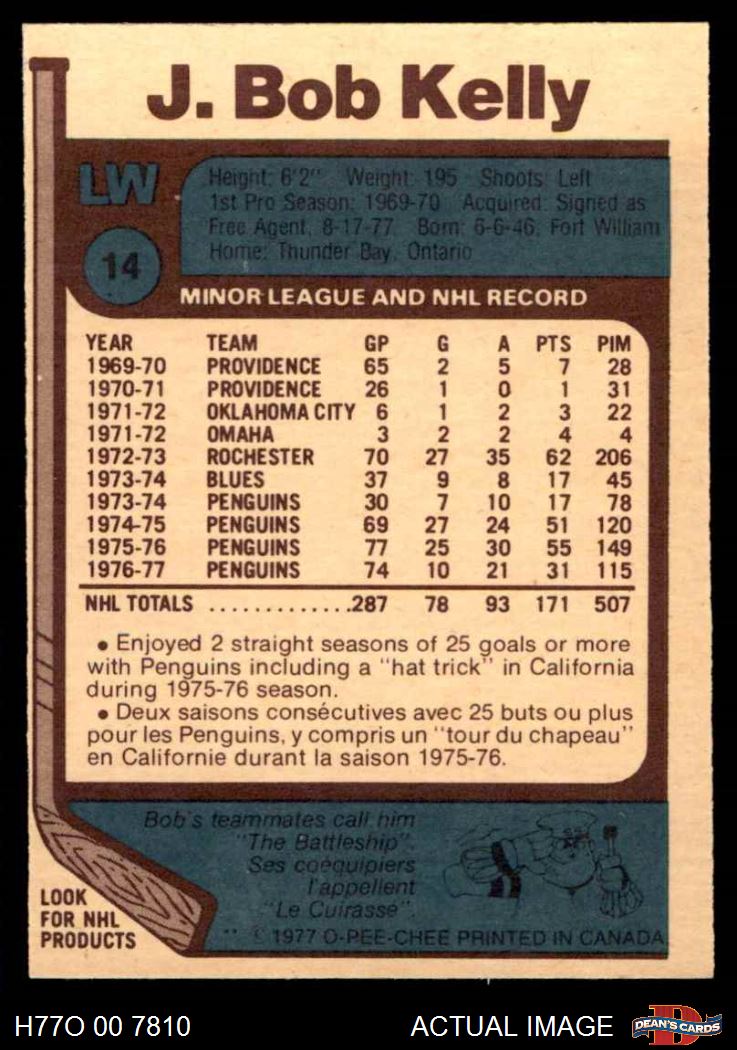 J. Bob Kelly
LW
14
Height: 6'2" Weight: 195 Shoots: Left
1st Pro Season: 1969-70 Acquired: Signed as
Free Agent, 8-17-77. Born: 6-6-46, Fort William
Home: Thunder Bay, Ontario
MINOR LEAGUE AND NHL RECORD
YEAR TEAM GP G A PTS PIM
1969-70 PROVIDENCE 65 2 5 7 28
1970-71 PROVIDENCE 26 1 0 1 31
1971-72 OKLAHOMA CITY 6 1 2 3 22
1971-72 OMAHA 3 2 2 4 4
1972-73 ROCHESTER 70 27 35 62 206
1973-74 BLUES 37 9 8 17 45
1973-74 PENGUINS 30 7 10 17 78
1974-75 PENGUINS 69 27 24 51 120
1975-76 PENGUINS 77 25 30 55 149
1976-77 PENGUINS 74 10 21 31 115
NHL TOTALS .............287 78 93 171 507
• Enjoyed 2 straight seasons of 25 goals or more
with Penguins including a "hat trick" in California
during 1975-76 season.
• Deux saisons consécutives avec 25 buts ou plus
pour les Penguins, y compris un "tour du chapeau"
en Californie durant la saison 1975-76.
Bob's teammates call him
"The Battleship".
Ses coéquipiers
l'appellent
"Le Cuirasse".
LOOK
FOR NHL
PRODUCTS
** © 1977 O-PEE-CHEE PRINTED IN CANADA
H77O 00 7810
ACTUAL IMAGE
DEAN'S CARDS